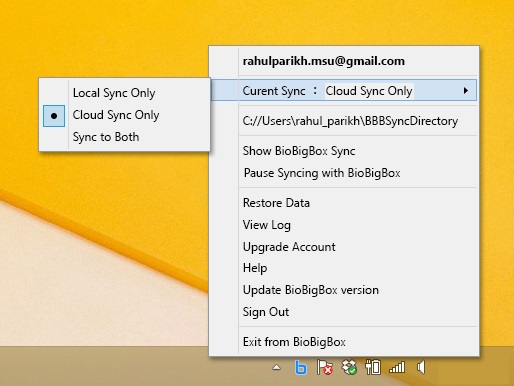 rahulparikh.msu@gmail.com
Curent Sync : Cloud Sync Only
Local Sync Only
Cloud Sync Only
Sync to Both
C://Users\rahul_parikh\BBBSyncDirectory
Show BioBigBox Sync
Pause Syncing with BioBigBox
Restore Data
View Log
Upgrade Account
Help
Update BioBigBox version
Sign Out
Exit from BioBigBox
b